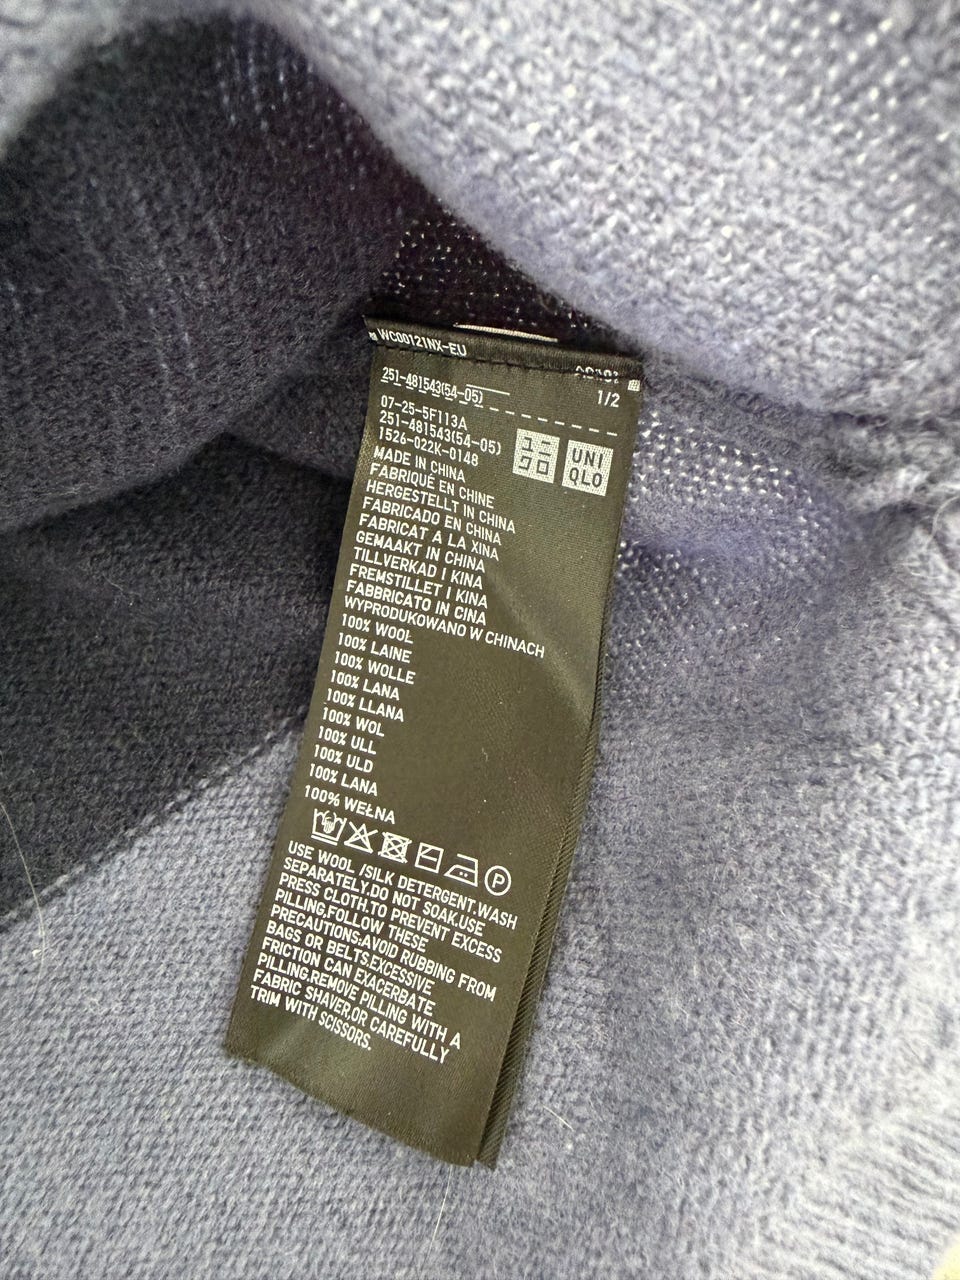 WC00121NX-EU
251-481543(54-05)
1/2
07-25-5F113A
251-481543(54-05)
1526-022K-0148
ユニ
クロ
UNI
QLO
MADE IN CHINA
FABRIQUÉ EN CHINE
HERGESTELLT IN CHINA
FABRICADO EN CHINA
FABRICAT A LA XINA
GEMAAKT IN CHINA
TILLVERKAD I KINA
FREMSTILLET I KINA
FABBRICATO IN CINA
WYPRODUKOWANO W CHINACH
100% WOOL
100% LAINE
100% WOLLE
100% LANA
100% LLANA
100% WOL
100% ULL
100% ULD
100% LANA
100% WEŁNA
P
USE WOOL /SILK DETERGENT.WASH
SEPARATELY.DO NOT SOAK.USE
PRESS CLOTH.TO PREVENT EXCESS
PILLING,FOLLOW THESE
PRECAUTIONS:AVOID RUBBING FROM
BAGS OR BELTS.EXCESSIVE
FRICTION CAN EXACERBATE
PILLING.REMOVE PILLING WITH A
FABRIC SHAVER,OR CAREFULLY
TRIM WITH SCISSORS.